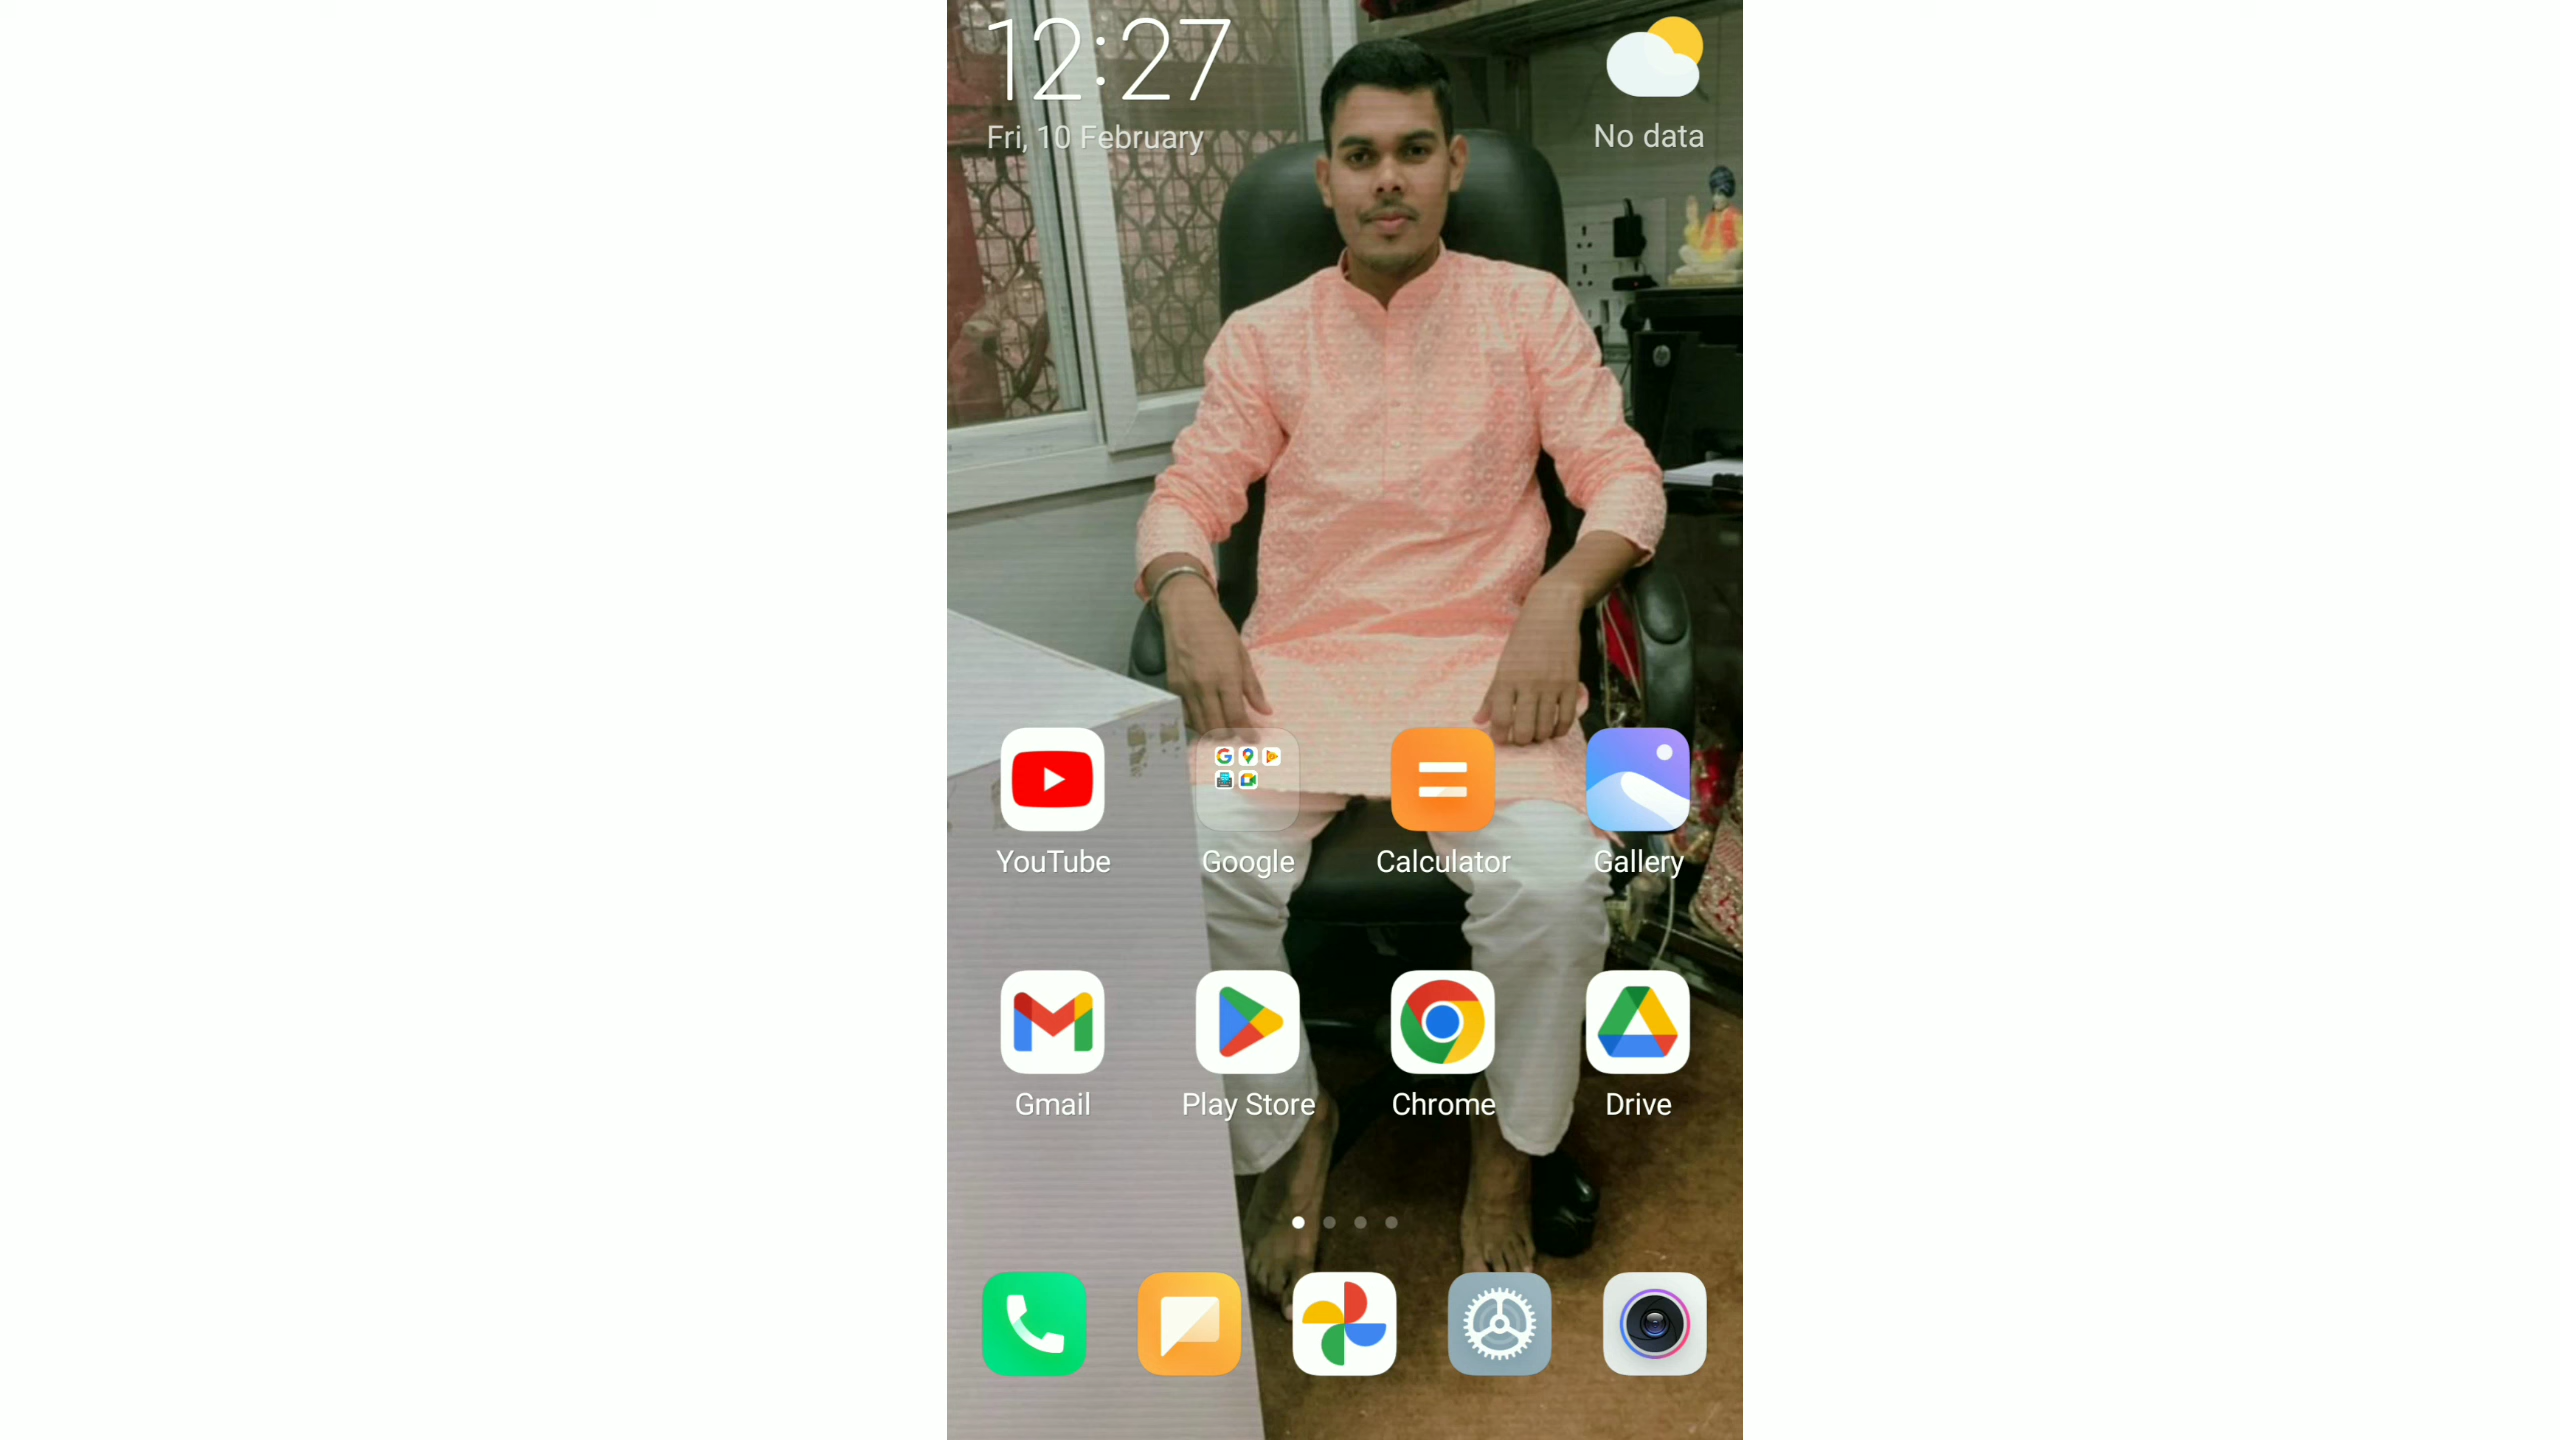 12:27
Fri, 10 February
No data
YouTube
Google
Calculator
Gallery
Gmail
Play Store
Chrome
Drive